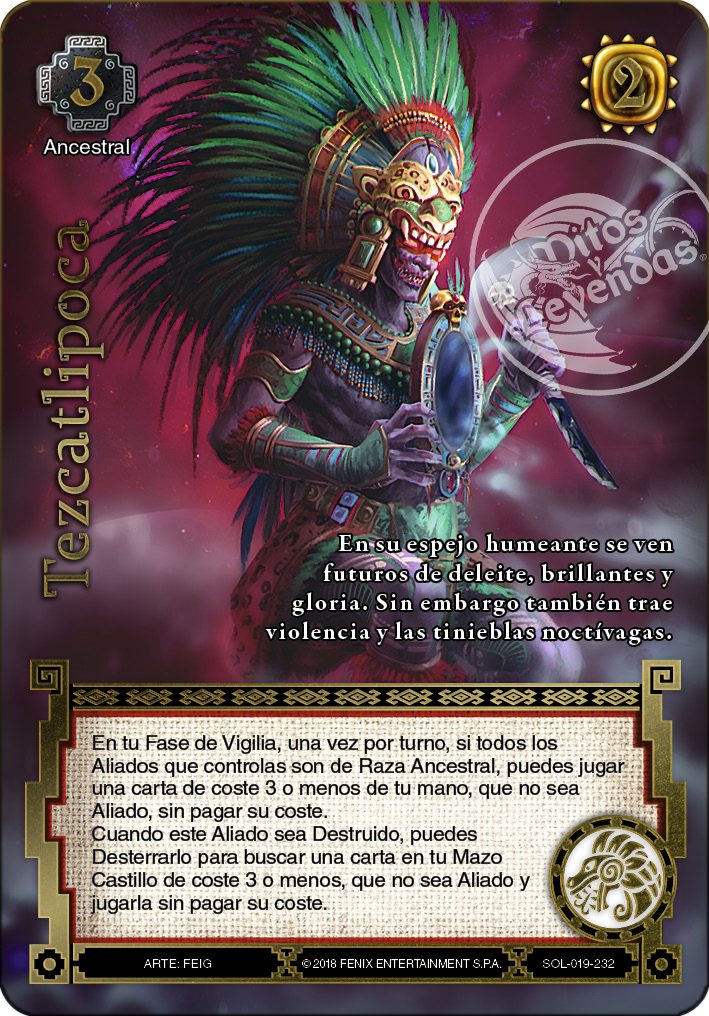 3
2
Ancestral
Mitos
y
Leyendas
Tezcatlipoca
En su espejo humeante se ven
futuros de deleite, brillantes y
gloria. Sin embargo también trae
violencia y las tinieblas noctívagas.
En tu Fase de Vigilia, una vez por turno, si todos los
Aliados que controlas son de Raza Ancestral, puedes jugar
una carta de coste 3 o menos de tu mano, que no sea
Aliado, sin pagar su coste.
Cuando este Aliado sea Destruido, puedes
Desterrarlo para buscar una carta en tu Mazo
Castillo de coste 3 o menos, que no sea Aliado y
jugarla sin pagar su coste.
ARTE: FEIG
© 2018 FENIX ENTERTAINMENT S.P.A.
SOL-019-232